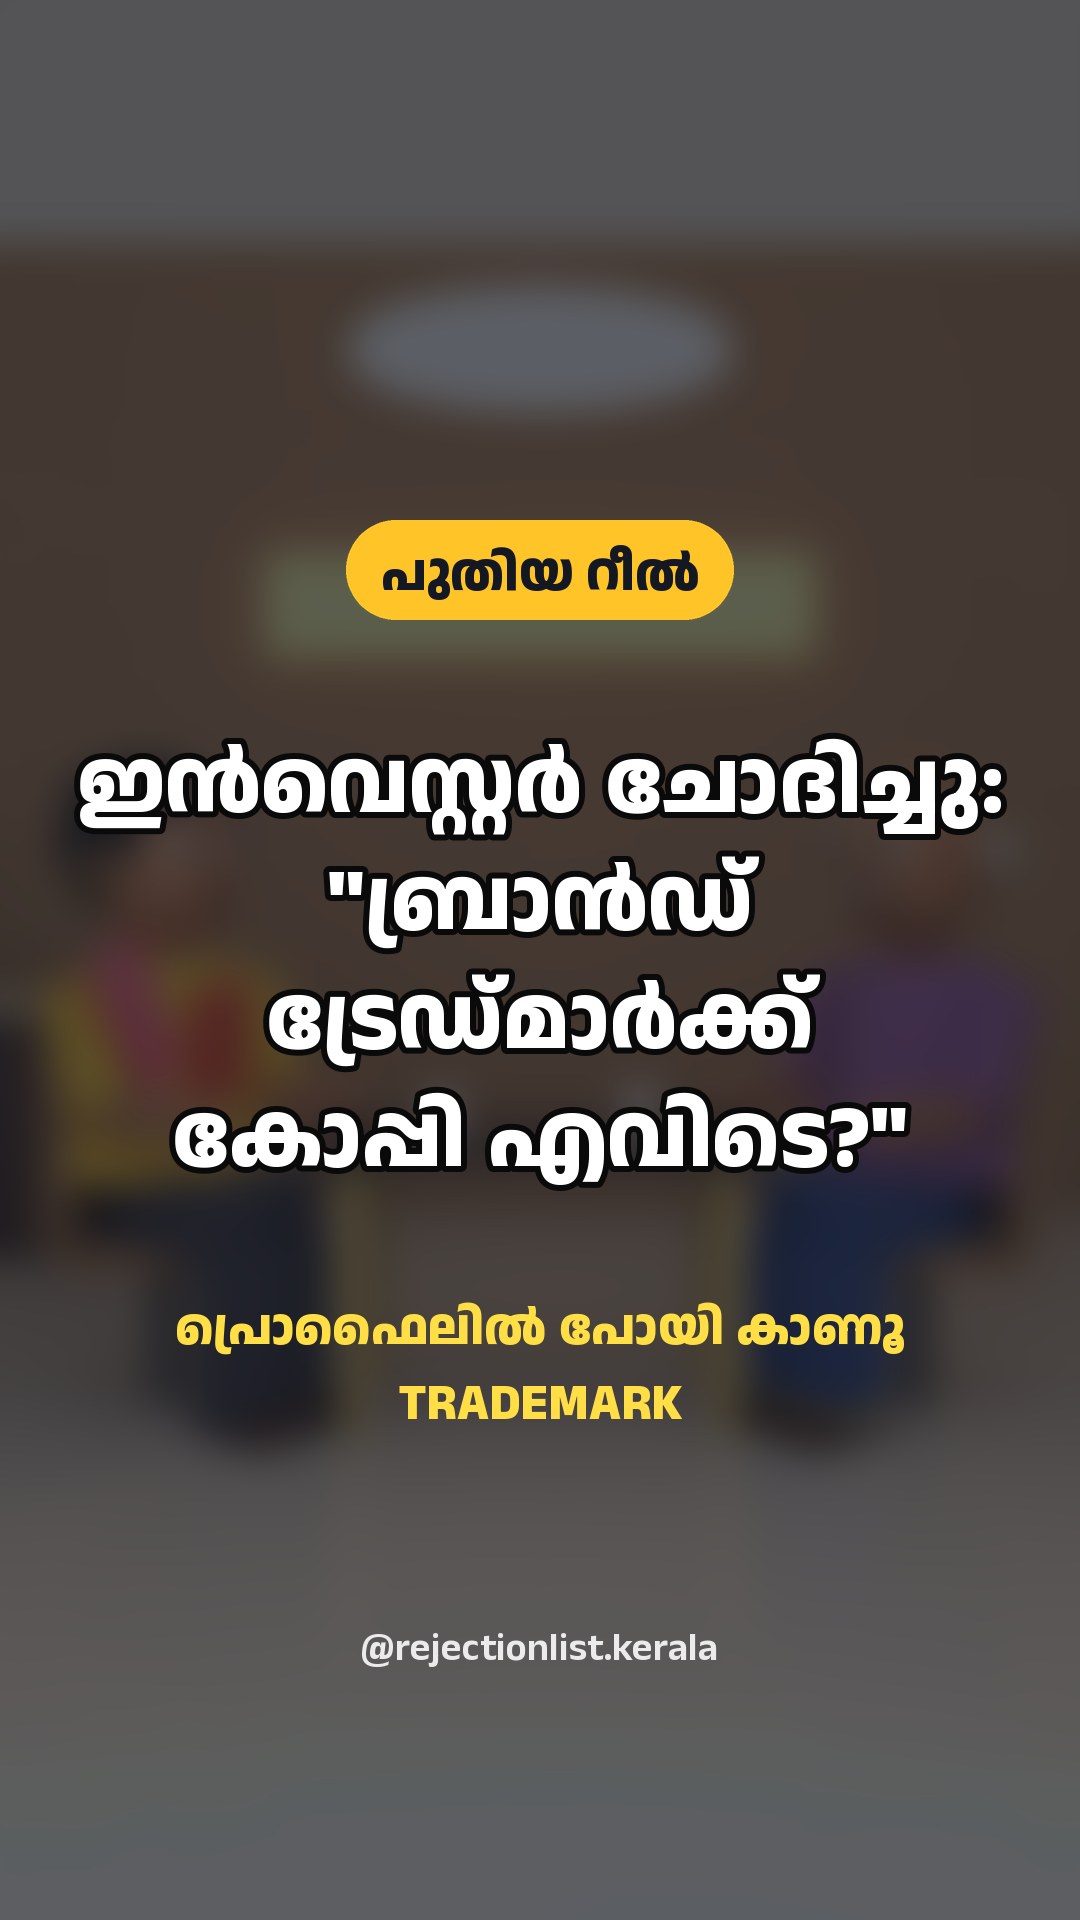 പുതിയ റീൽ
ഇൻവെസ്റ്റർ ചോദിച്ചു:
"ബ്രാൻഡ്
ട്രേഡ്മാർക്ക്
കോപ്പി എവിടെ?"
പ്രൊഫൈലിൽ പോയി കാണൂ
TRADEMARK
@rejectionlist.kerala